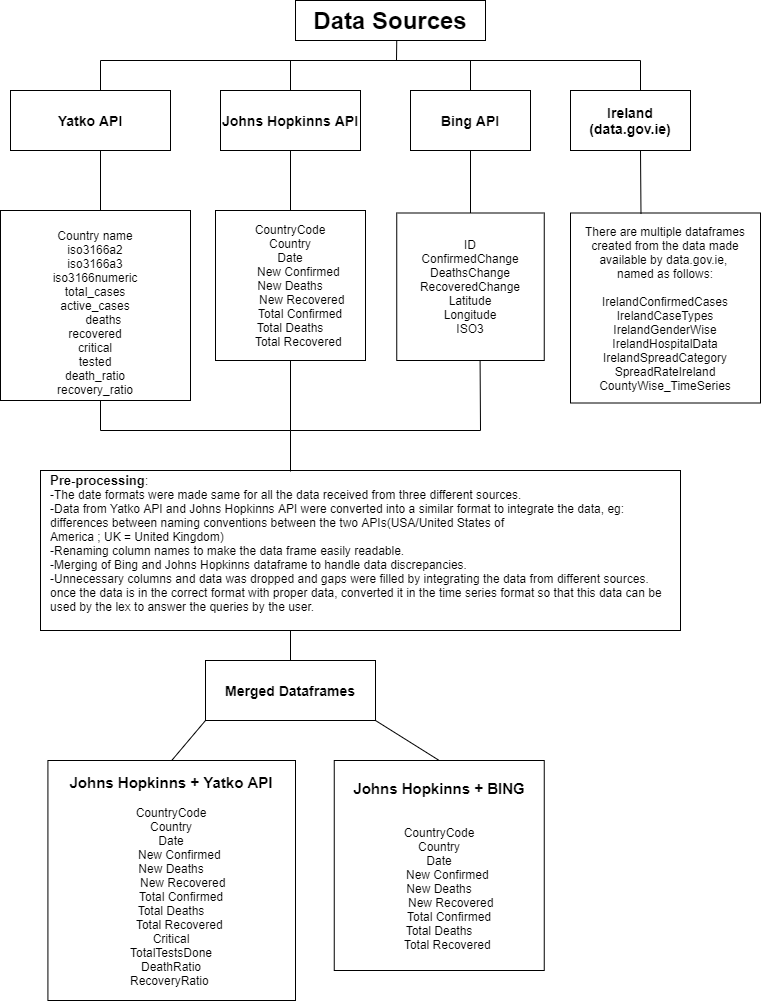 Data Sources
Yatko API
Johns Hopkinns API
Bing API
Ireland
(data.gov.ie)
Country name
iso3166a2
iso3166a3
iso3166numeric
total_cases
active_cases
deaths
recovered
critical
tested
death_ratio
recovery_ratio
CountryCode
Country
Date
New Confirmed
New Deaths
New Recovered
Total Confirmed
Total Deaths
Total Recovered
ID
ConfirmedChange
DeathsChange
RecoveredChange
Latitude
Longitude
ISO3
There are multiple dataframes
created from the data made
available by data.gov.ie,
named as follows:
IrelandConfirmedCases
IrelandCaseTypes
IrelandGenderWise
IrelandHospitalData
IrelandSpreadCategory
SpreadRateIreland
CountyWise_TimeSeries
Pre-processing:
-The date formats were made same for all the data received from three different sources.
-Data from Yatko API and Johns Hopkinns API were converted into a similar format to integrate the data, eg:
differences between naming conventions between the two APIs(USA/United States of
America ; UK = United Kingdom)
-Renaming column names to make the data frame easily readable.
-Merging of Bing and Johns Hopkinns dataframe to handle data discrepancies.
-Unnecessary columns and data was dropped and gaps were filled by integrating the data from different sources.
once the data is in the correct format with proper data, converted it in the time series format so that this data can be
used by the lex to answer the queries by the user.
Merged Dataframes
Johns Hopkinns + Yatko API
CountryCode
Country
Date
New Confirmed
New Deaths
New Recovered
Total Confirmed
Total Deaths
Total Recovered
Critical
TotalTestsDone
DeathRatio
RecoveryRatio
Johns Hopkinns + BING
CountryCode
Country
Date
New Confirmed
New Deaths
New Recovered
Total Confirmed
Total Deaths
Total Recovered